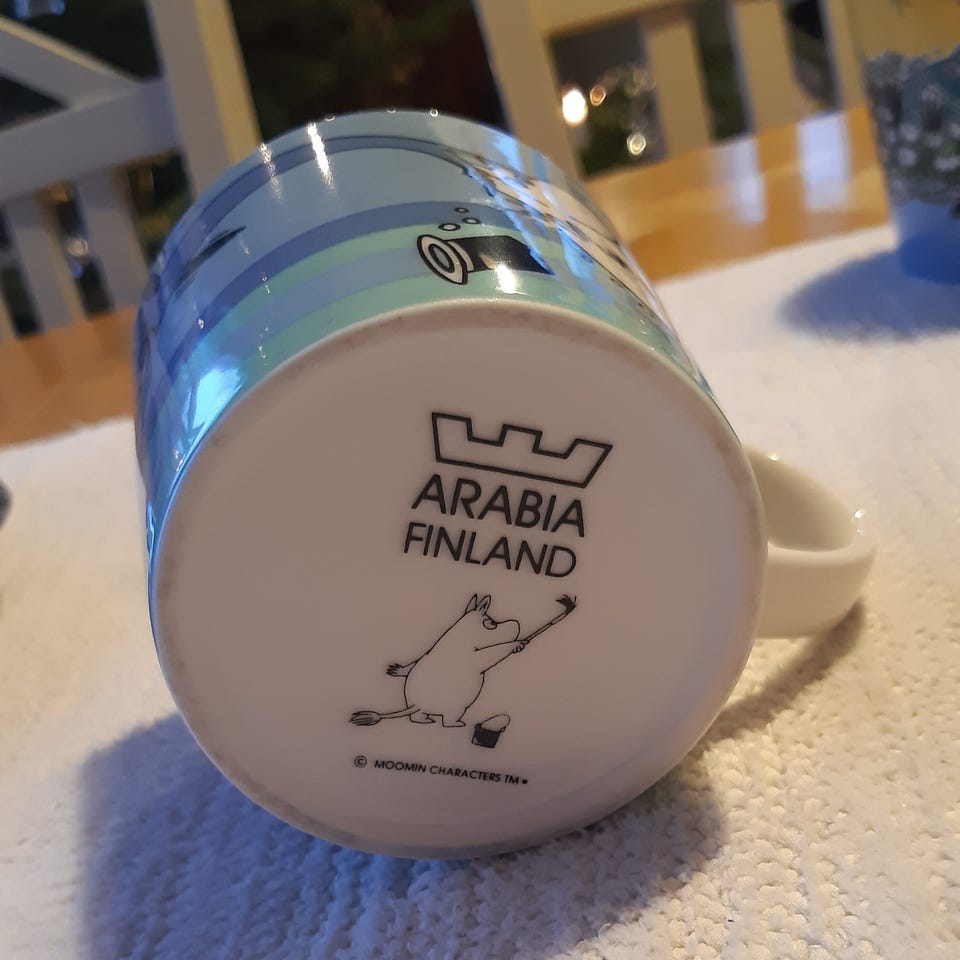 ARABIA
FINLAND
© MOOMIN CHARACTERS TM •